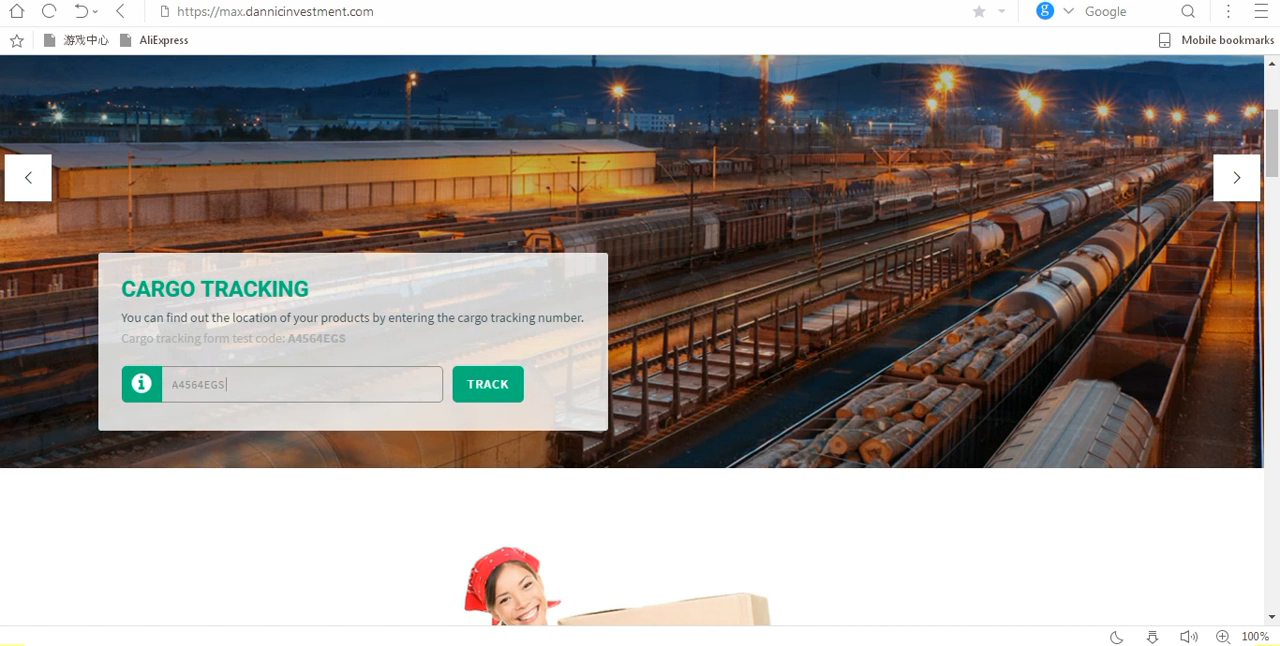 https://max.dannicinvestment.com
Google
游戏中心
AliExpress
Mobile bookmarks
CARGO TRACKING
You can find out the location of your products by entering the cargo tracking number.
Cargo tracking form test code: A4564EGS
A4564EGS
TRACK
100%